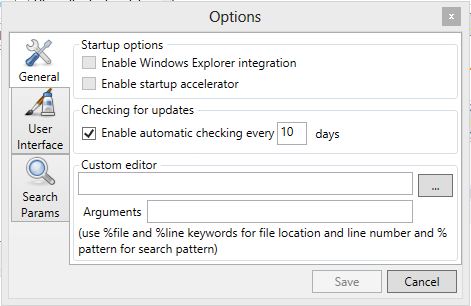 Options
x
General
User
Interface
Search
Params
Startup options
Enable Windows Explorer integration
Enable startup accelerator
Checking for updates
Enable automatic checking every 10 days
Custom editor
...
Arguments
(use %file and %line keywords for file location and line number and %
pattern for search pattern)
Save Cancel